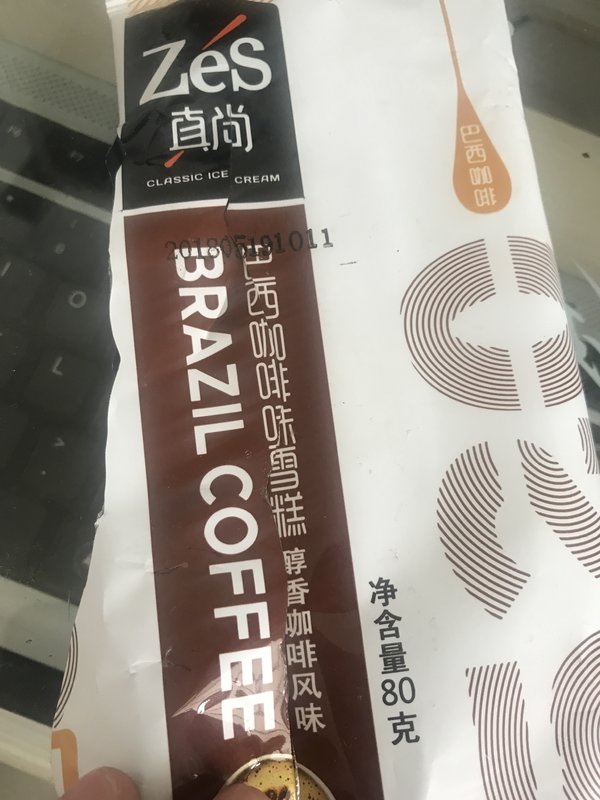 Zes
真尚
CLASSIC ICE CREAM
巴西咖啡
201805191011
巴西咖啡味雪糕
BRAZIL COFFEE
醇香咖啡风味
净含量80克